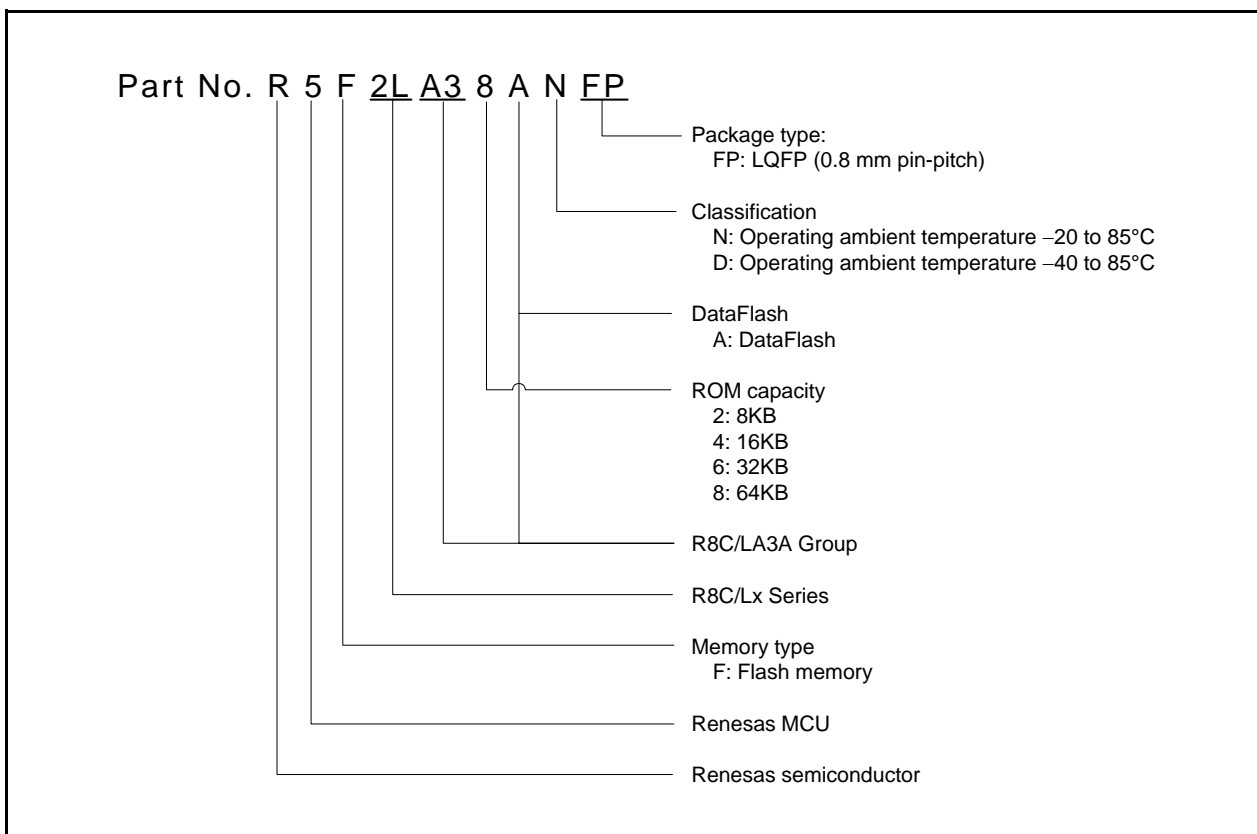 Part No. R 5 F 2L A3 8 A N FP
Package type:
FP: LQFP (0.8 mm pin-pitch)
Classification
N: Operating ambient temperature −20 to 85°C
D: Operating ambient temperature −40 to 85°C
DataFlash
A: DataFlash
ROM capacity
2: 8KB
4: 16KB
6: 32KB
8: 64KB
R8C/LA3A Group
R8C/Lx Series
Memory type
F: Flash memory
Renesas MCU
Renesas semiconductor